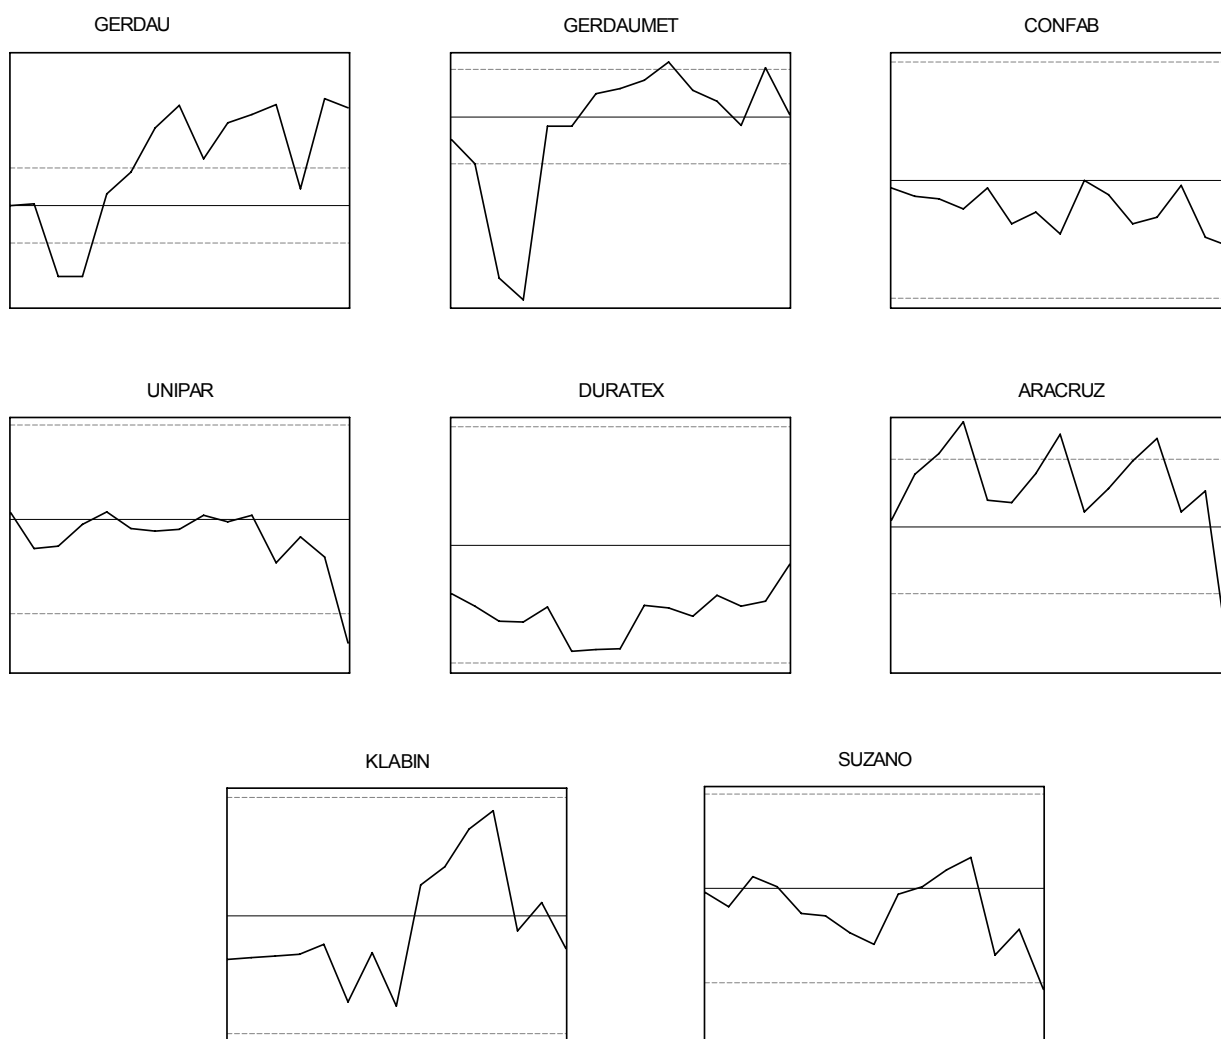 GERDAU
GERDAUMET
CONFAB
UNIPAR
DURATEX
ARACRUZ
KLABIN
SUZANO